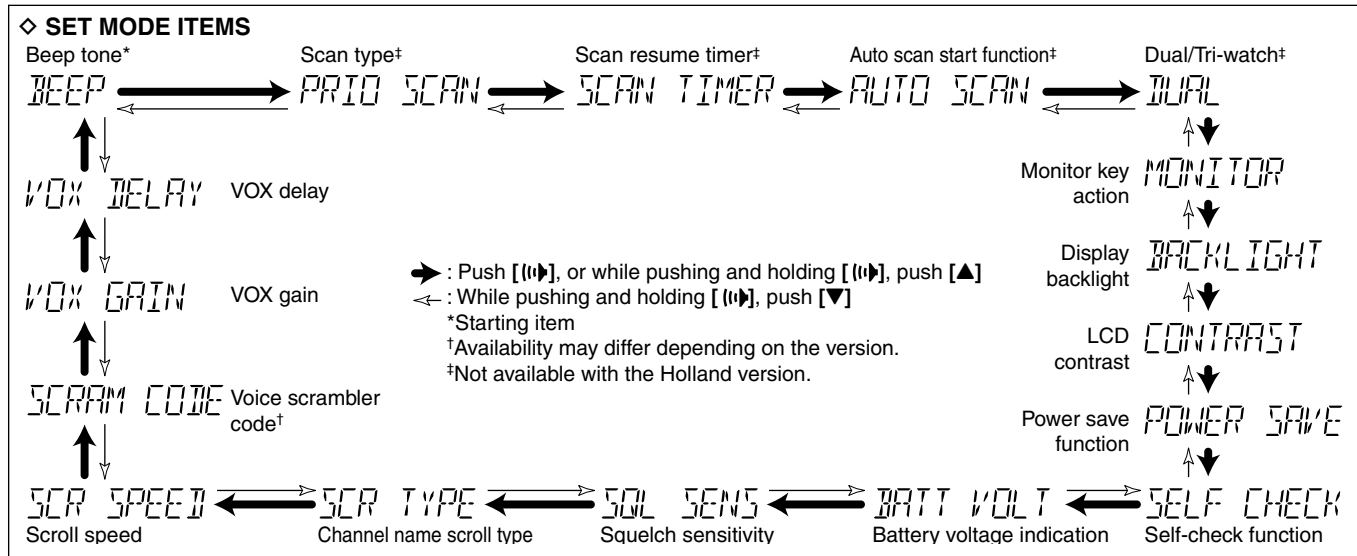 ◇ SET MODE ITEMS
Beep tone* Scan type‡ Scan resume timer‡ Auto scan start function‡ Dual/Tri-watch‡
BEEP PRIO SCAN SCAN TIMER AUTO SCAN DUAL
Monitor key action MONITOR
VOX DELAY VOX delay
Display backlight BACKLIGHT
: Push [ ], or while pushing and holding [ ], push [▲]
VOX GAIN VOX gain
: While pushing and holding [ ], push [▼]
*Starting item
†Availability may differ depending on the version.
‡Not available with the Holland version.
LCD contrast CONTRAST
SCRAM CODE Voice scrambler code†
Power save function POWER SAVE
SCR SPEED SCR TYPE SQL SENS BATT VOLT SELF CHECK
Scroll speed Channel name scroll type Squelch sensitivity Battery voltage indication Self-check function